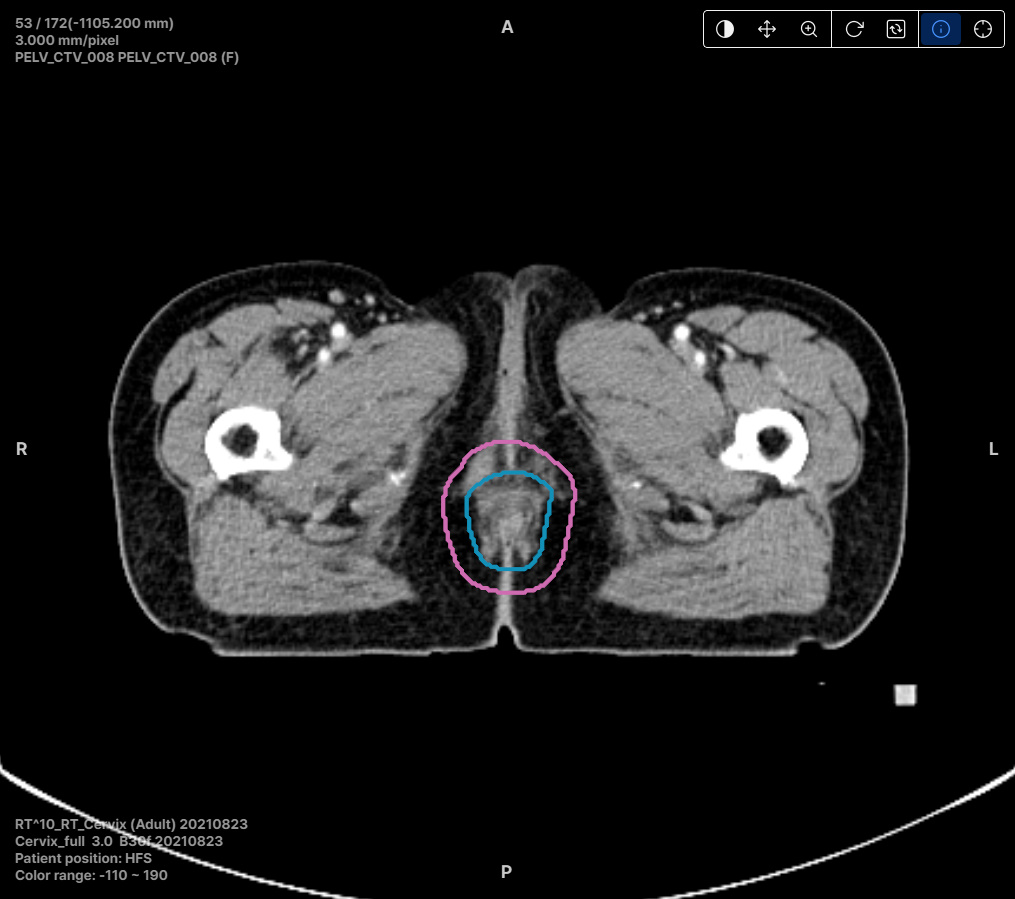 53 / 172(-1105.200 mm)
3.000 mm/pixel
PELV_CTV_008 PELV_CTV_008 (F)
A
R
L
RT^10_RT_Cervix (Adult) 20210823
Cervix_full 3.0 B30f 20210823
Patient position: HFS
Color range: -110 ~ 190
P